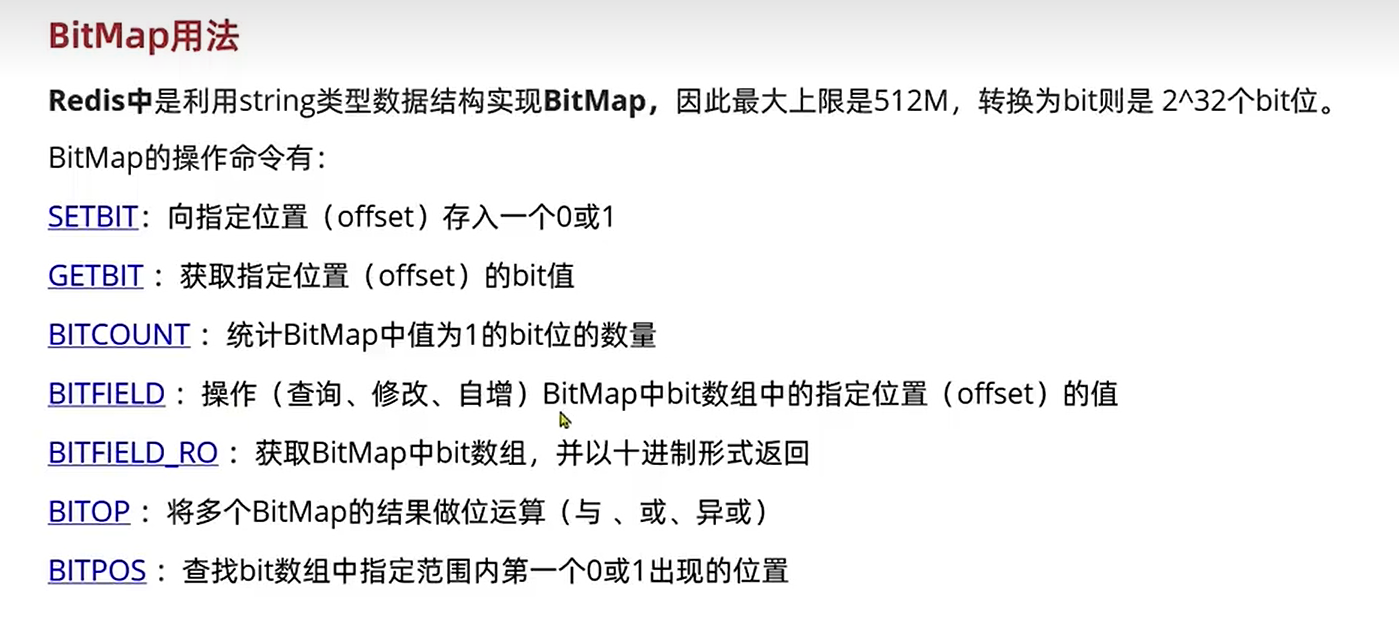 BitMap用法
Redis中是利用string类型数据结构实现BitMap，因此最大上限是512M，转换为bit则是 2^32个bit位。
BitMap的操作命令有：
SETBIT：向指定位置（offset）存入一个0或1
GETBIT ：获取指定位置（offset）的bit值
BITCOUNT ：统计BitMap中值为1的bit位的数量
BITFIELD ：操作（查询、修改、自增）BitMap中bit数组中的指定位置（offset）的值
BITFIELD_RO ：获取BitMap中bit数组，并以十进制形式返回
BITOP ：将多个BitMap的结果做位运算（与 、或、异或）
BITPOS ：查找bit数组中指定范围内第一个0或1出现的位置